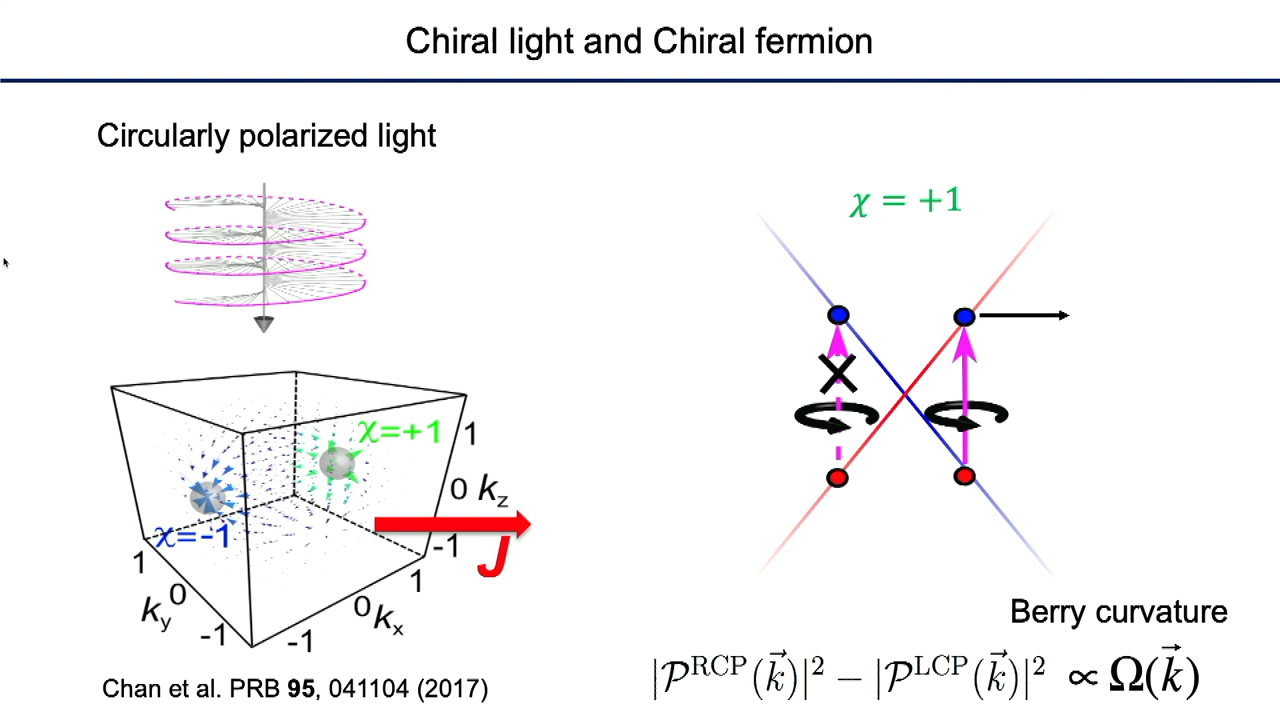 Chiral light and Chiral fermion
Circularly polarized light
χ = +1
χ=+1
χ=-1
1
0 k_z
-1
J
1
0
k_y
-1
1
0 k_x
-1
Berry curvature
|𝒫^RCP(k⃗)|² − |𝒫^LCP(k⃗)|² ∝ Ω(k⃗)
Chan et al. PRB 95, 041104 (2017)